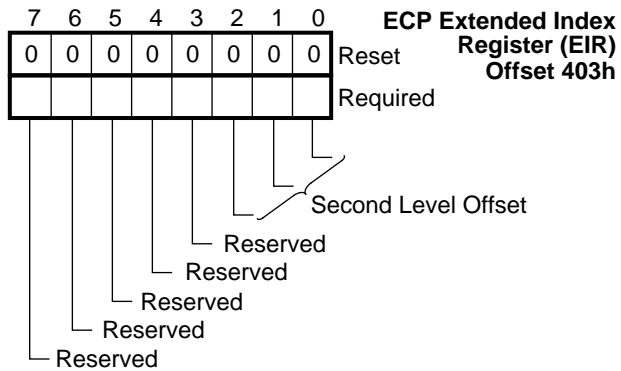 7 6 5 4 3 2 1 0
ECP Extended Index
Register (EIR)
Offset 403h
0 0 0 0 0 0 0 0 Reset
Required
Second Level Offset
Reserved
Reserved
Reserved
Reserved
Reserved